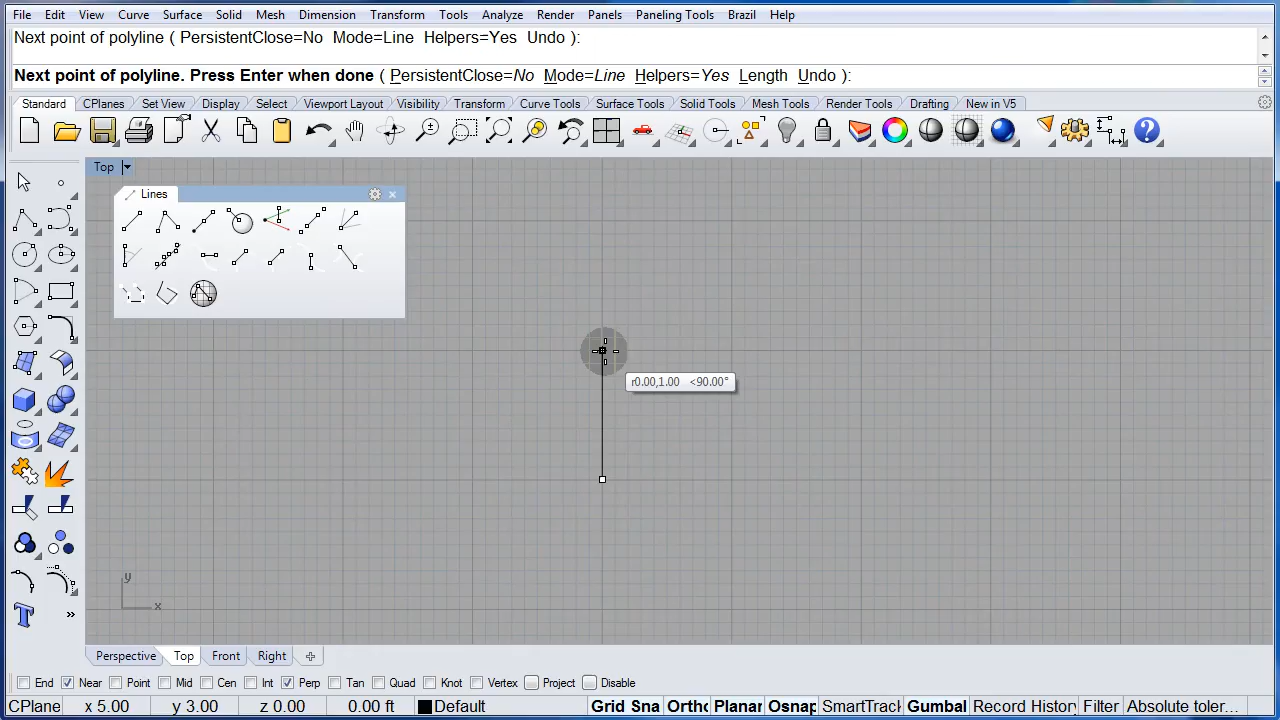 File Edit View Curve Surface Solid Mesh Dimension Transform Tools Analyze Render Panels Paneling Tools Brazil Help
Next point of polyline ( PersistentClose=No Mode=Line Helpers=Yes Undo ):
Next point of polyline. Press Enter when done ( PersistentClose=No Mode=Line Helpers=Yes Length Undo ):
Standard CPlanes Set View Display Select Viewport Layout Visibility Transform Curve Tools Surface Tools Solid Tools Mesh Tools Render Tools Drafting New in V5
Top
Lines
r0.00,1.00 <90.00°
y
x
Perspective Top Front Right
End Near Point Mid Cen Int Perp Tan Quad Knot Vertex Project Disable
CPlane x 5.00 y 3.00 z 0.00 0.00 ft Default Grid Sna Ortho Planar Osnap SmartTrack Gumbal Record History Filter Absolute toler...